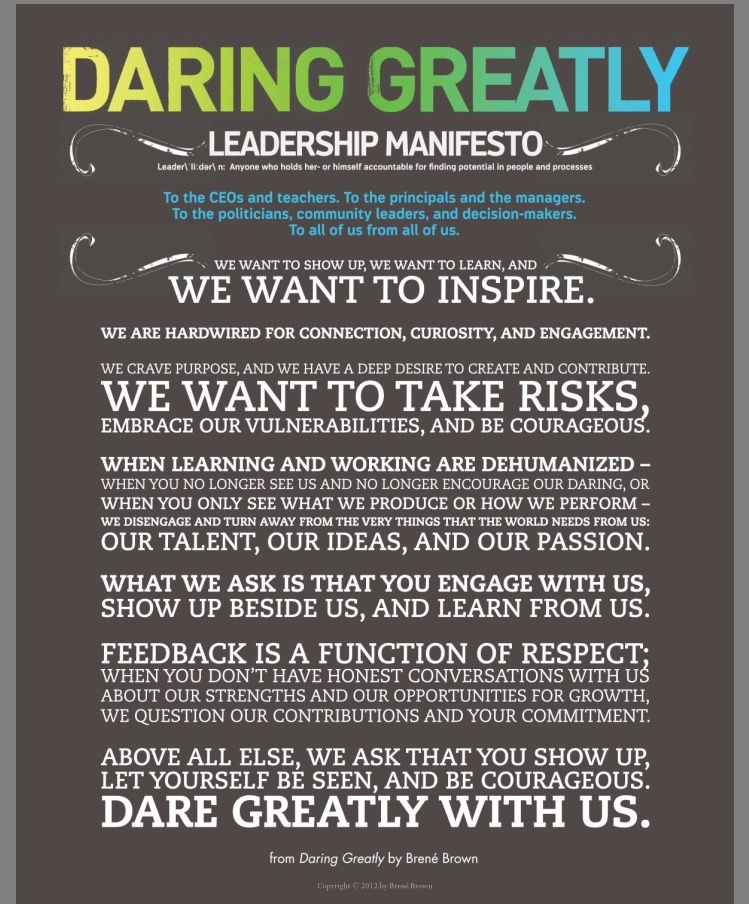 DARING GREATLY
LEADERSHIP MANIFESTO
Leader\ˈli:dər\ n: Anyone who holds her- or himself accountable for finding potential in people and processes
To the CEOs and teachers. To the principals and the managers.
To the politicians, community leaders, and decision-makers.
To all of us from all of us.
WE WANT TO SHOW UP, WE WANT TO LEARN, AND
WE WANT TO INSPIRE.
WE ARE HARDWIRED FOR CONNECTION, CURIOSITY, AND ENGAGEMENT.
WE CRAVE PURPOSE, AND WE HAVE A DEEP DESIRE TO CREATE AND CONTRIBUTE.
WE WANT TO TAKE RISKS,
EMBRACE OUR VULNERABILITIES, AND BE COURAGEOUS.
WHEN LEARNING AND WORKING ARE DEHUMANIZED –
WHEN YOU NO LONGER SEE US AND NO LONGER ENCOURAGE OUR DARING, OR
WHEN YOU ONLY SEE WHAT WE PRODUCE OR HOW WE PERFORM –
WE DISENGAGE AND TURN AWAY FROM THE VERY THINGS THAT THE WORLD NEEDS FROM US:
OUR TALENT, OUR IDEAS, AND OUR PASSION.
WHAT WE ASK IS THAT YOU ENGAGE WITH US,
SHOW UP BESIDE US, AND LEARN FROM US.
FEEDBACK IS A FUNCTION OF RESPECT;
WHEN YOU DON'T HAVE HONEST CONVERSATIONS WITH US
ABOUT OUR STRENGTHS AND OUR OPPORTUNITIES FOR GROWTH,
WE QUESTION OUR CONTRIBUTIONS AND YOUR COMMITMENT.
ABOVE ALL ELSE, WE ASK THAT YOU SHOW UP,
LET YOURSELF BE SEEN, AND BE COURAGEOUS.
DARE GREATLY WITH US.
from Daring Greatly by Brené Brown
Copyright © 2012 by Brené Brown